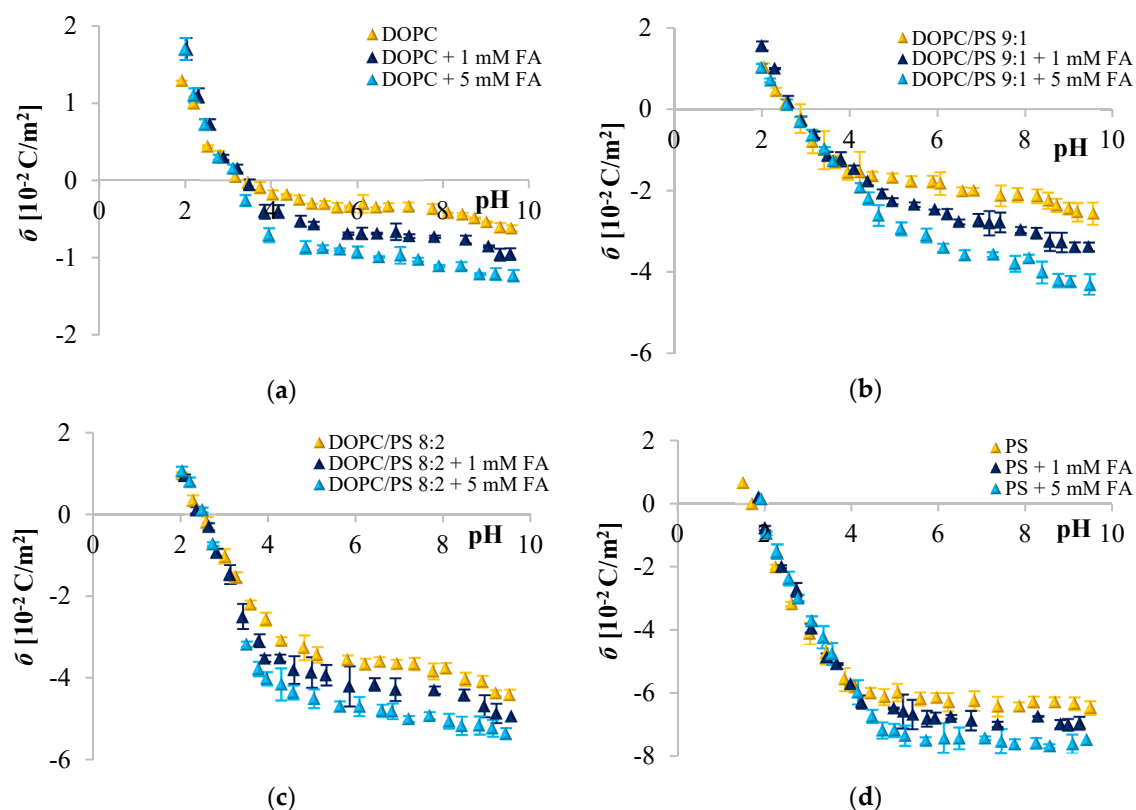 2
DOPC
DOPC + 1 mM FA
DOPC + 5 mM FA
1
0
0 2 4 6 8 10
pH
-1
-2
б [10⁻² C/m²]
(a)
2
DOPC/PS 9:1
DOPC/PS 9:1 + 1 mM FA
DOPC/PS 9:1 + 5 mM FA
0
0 2 4 6 8 10
pH
-2
-4
-6
б [10⁻² C/m²]
(b)
2
DOPC/PS 8:2
DOPC/PS 8:2 + 1 mM FA
DOPC/PS 8:2 + 5 mM FA
0
0 2 4 6 8 10
pH
-2
-4
-6
б [10⁻² C/m²]
(c)
2
PS
PS + 1 mM FA
PS + 5 mM FA
0
0 2 4 6 8 10
pH
-2
-4
-6
-8
б [10⁻² C/m²]
(d)